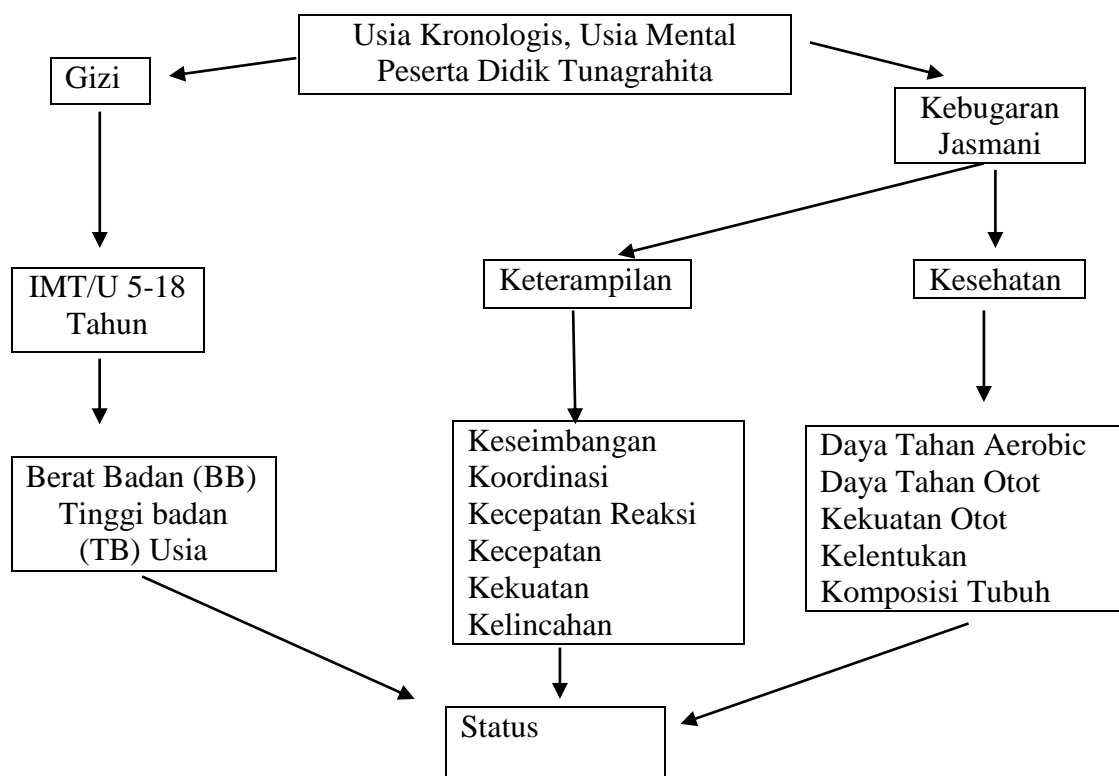 Usia Kronologis, Usia Mental
Peserta Didik Tunagrahita
Gizi
Kebugaran
Jasmani
IMT/U 5-18
Tahun
Keterampilan
Kesehatan
Berat Badan (BB)
Tinggi badan
(TB) Usia
Keseimbangan
Koordinasi
Kecepatan Reaksi
Kecepatan
Kekuatan
Kelincahan
Daya Tahan Aerobic
Daya Tahan Otot
Kekuatan Otot
Kelentukan
Komposisi Tubuh
Status